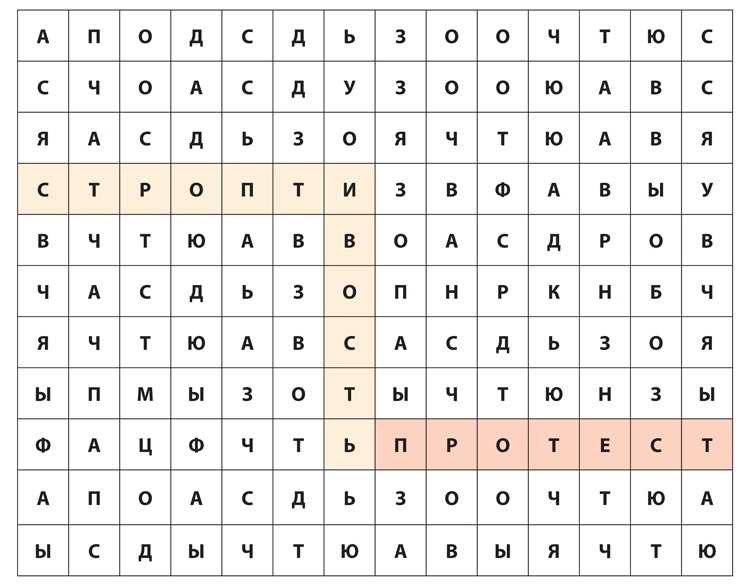 А П О Д С Д Ь З О О Ч Т Ю С
С Ч О А С Д У З О О Ю А В С
Я А С Д Ь З О Я Ч Т Ю А В Я
С Т Р О П Т И З В Ф А В Ы У
В Ч Т Ю А В В О А С Д Р О В
Ч А С Д Ь З О П Н Р К Н Б Ч
Я Ч Т Ю А В С А С Д Ь З О Я
Ы П М Ы З О Т Ы Ч Т Ю Н З Ы
Ф А Ц Ф Ч Т Ь П Р О Т Е С Т
А П О А С Д Ь З О О Ч Т Ю А
Ы С Д Ы Ч Т Ю А В Ы Я Ч Т Ю